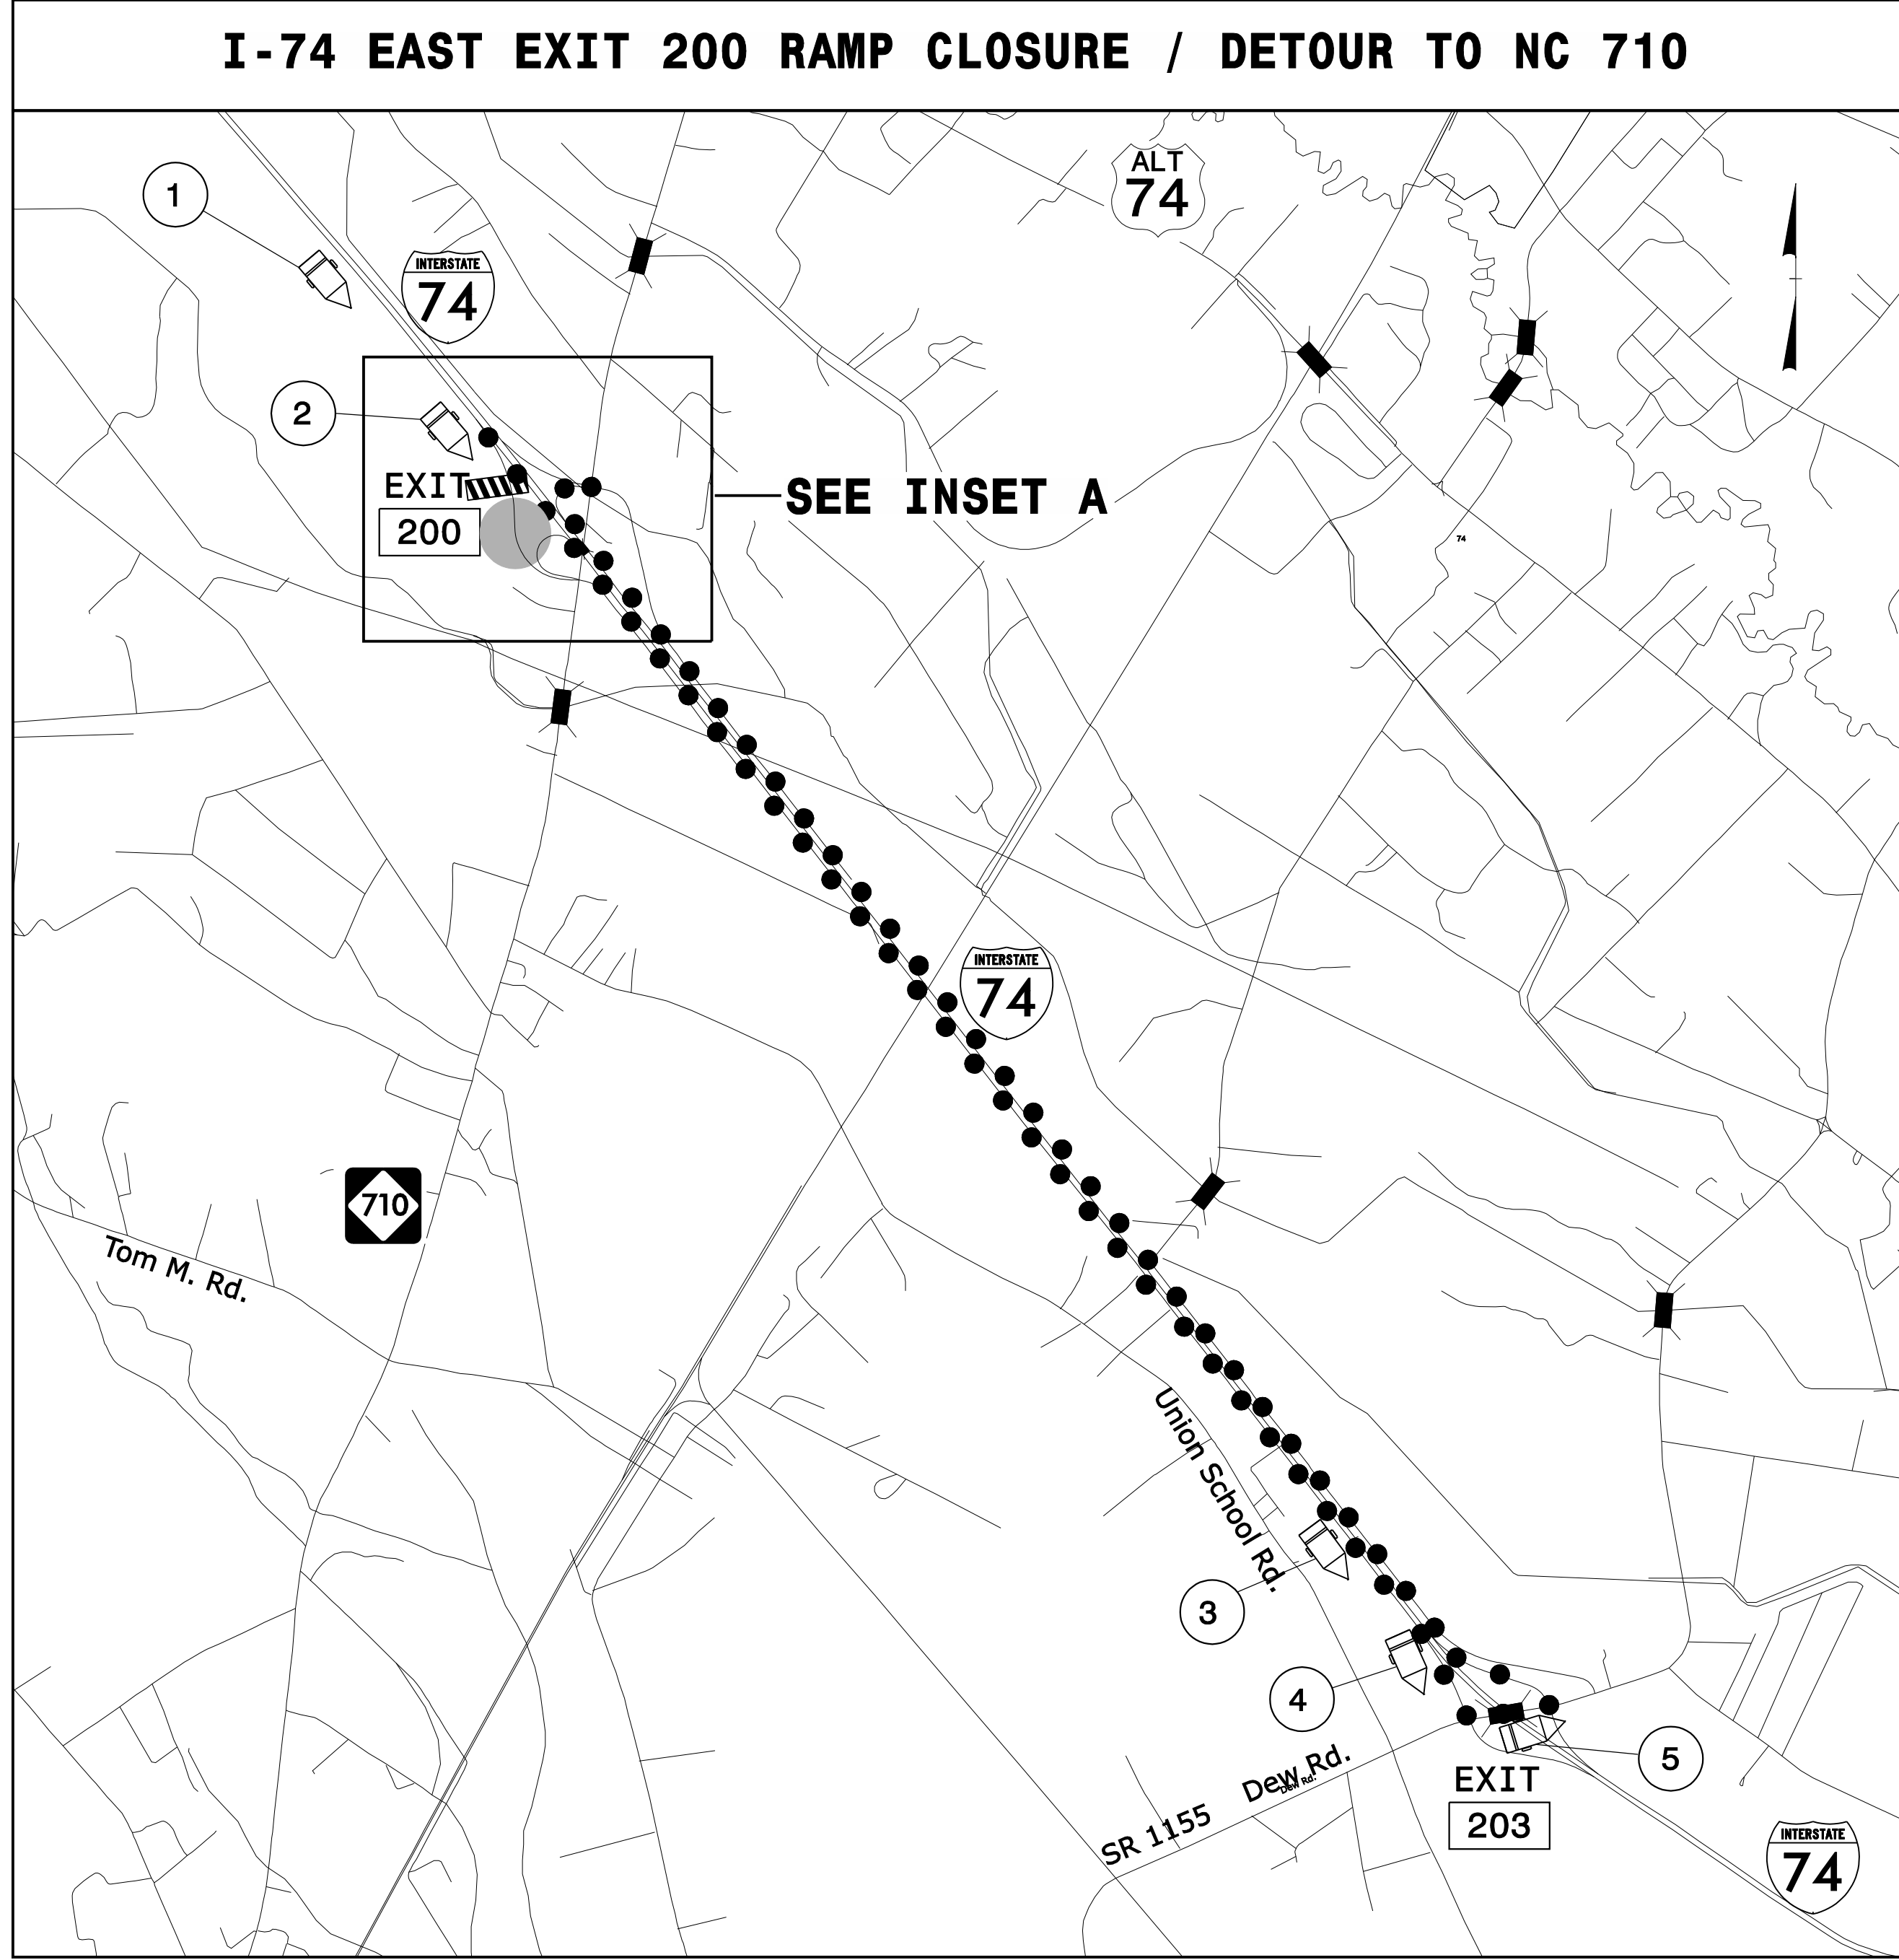 I-74 EAST EXIT 200 RAMP CLOSURE / DETOUR TO NC 710
ALT
74
1
INTERSTATE
74
2
EXIT
200
SEE INSET A
74
INTERSTATE
74
710
Tom M. Rd.
Union School Rd.
3
4
5
Dew Rd.
Dew Rd.
SR 1155
EXIT
203
INTERSTATE
74